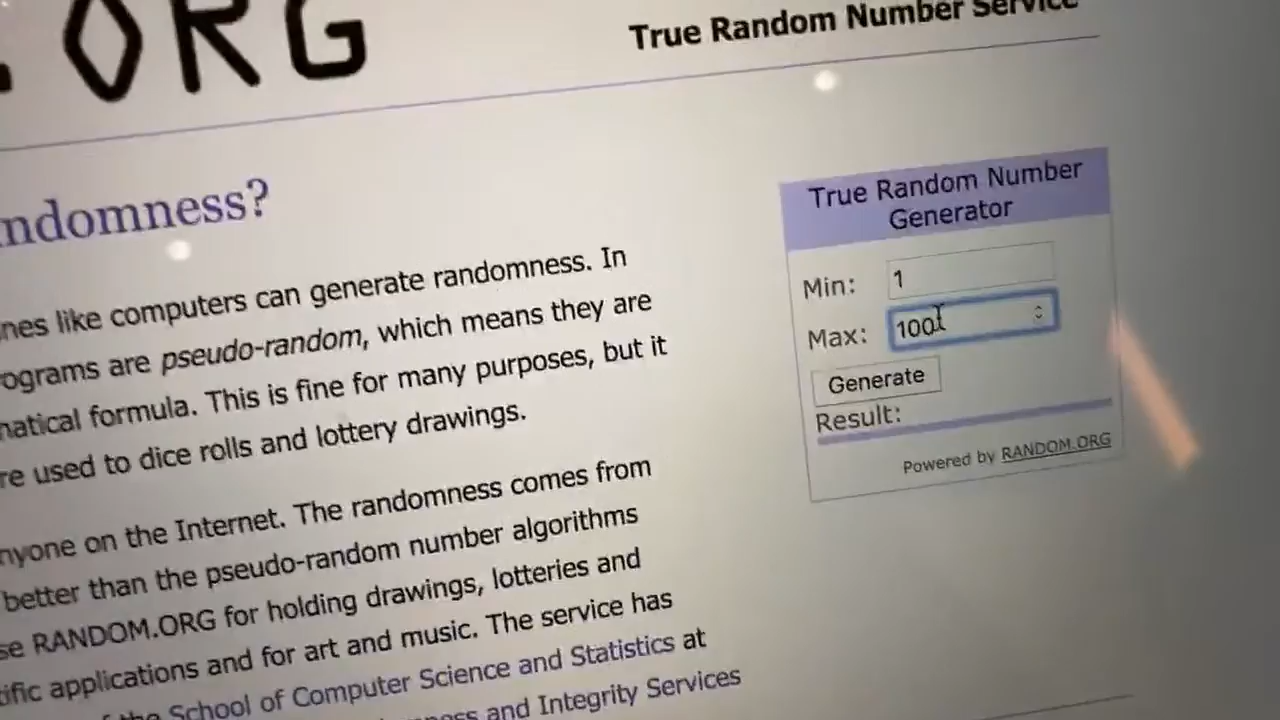 .ORG
True Random Number Service
ndomness?
nes like computers can generate randomness. In
ograms are pseudo-random, which means they are
natical formula. This is fine for many purposes, but it
re used to dice rolls and lottery drawings.
nyone on the Internet. The randomness comes from
better than the pseudo-random number algorithms
se RANDOM.ORG for holding drawings, lotteries and
tific applications and for art and music. The service has
the School of Computer Science and Statistics at
ness and Integrity Services
True Random Number
Generator
Min: 1
Max: 100
Generate
Result:
Powered by RANDOM.ORG